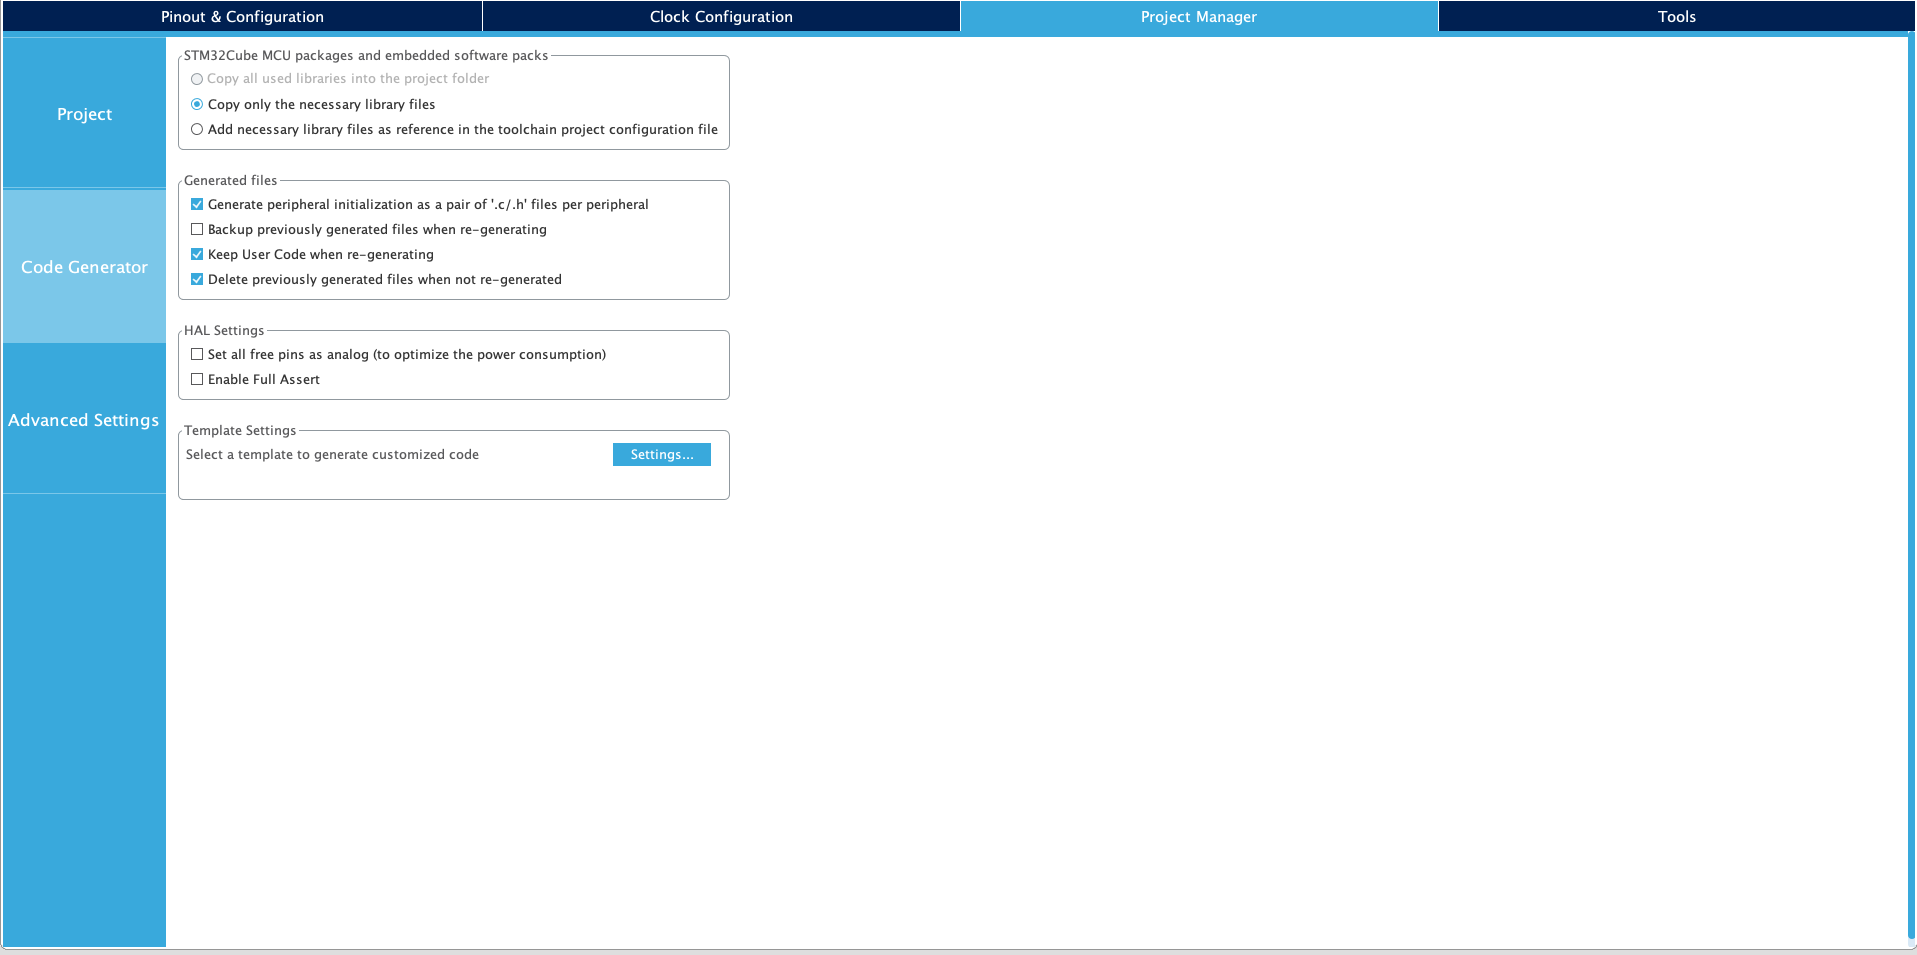 Pinout & Configuration
Clock Configuration
Project Manager
Tools
Project
Code Generator
Advanced Settings
STM32Cube MCU packages and embedded software packs
Copy all used libraries into the project folder
Copy only the necessary library files
Add necessary library files as reference in the toolchain project configuration file
Generated files
Generate peripheral initialization as a pair of '.c/.h' files per peripheral
Backup previously generated files when re-generating
Keep User Code when re-generating
Delete previously generated files when not re-generated
HAL Settings
Set all free pins as analog (to optimize the power consumption)
Enable Full Assert
Template Settings
Select a template to generate customized code
Settings...